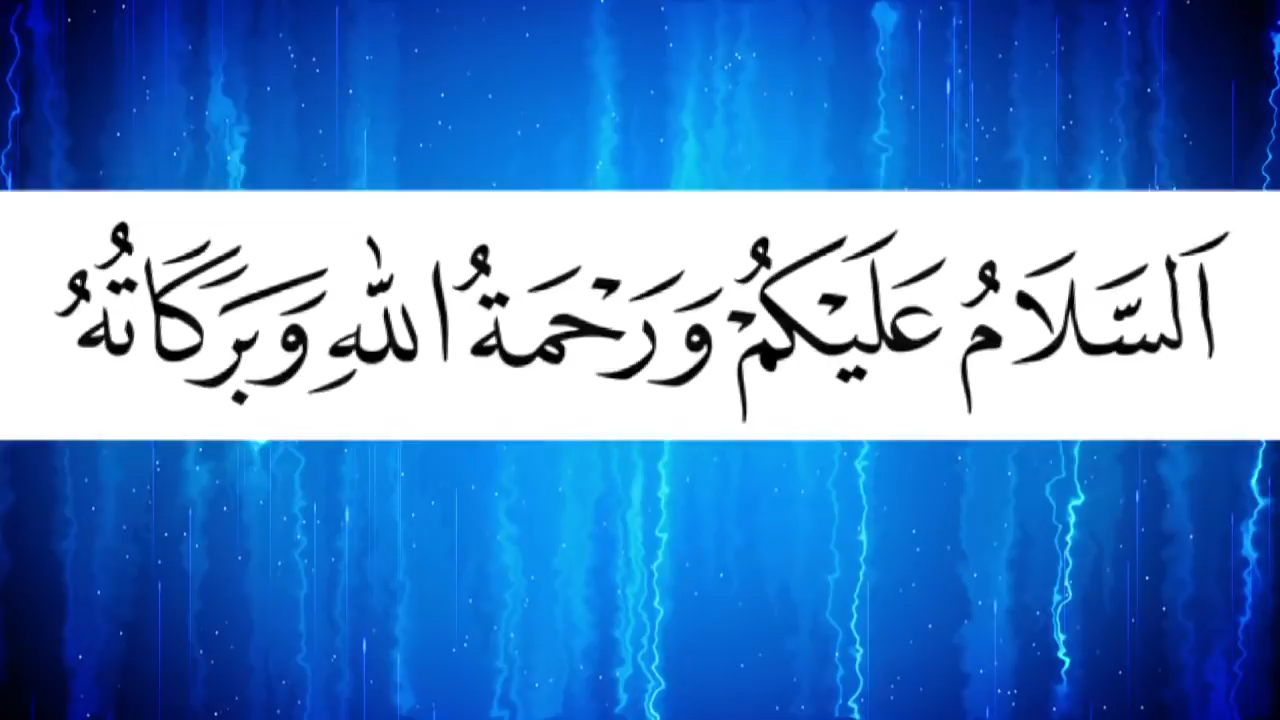 اَلسَّلَامُ عَلَيْكُمْ وَرَحْمَةُ اللّٰهِ وَبَرَكَاتُهُ